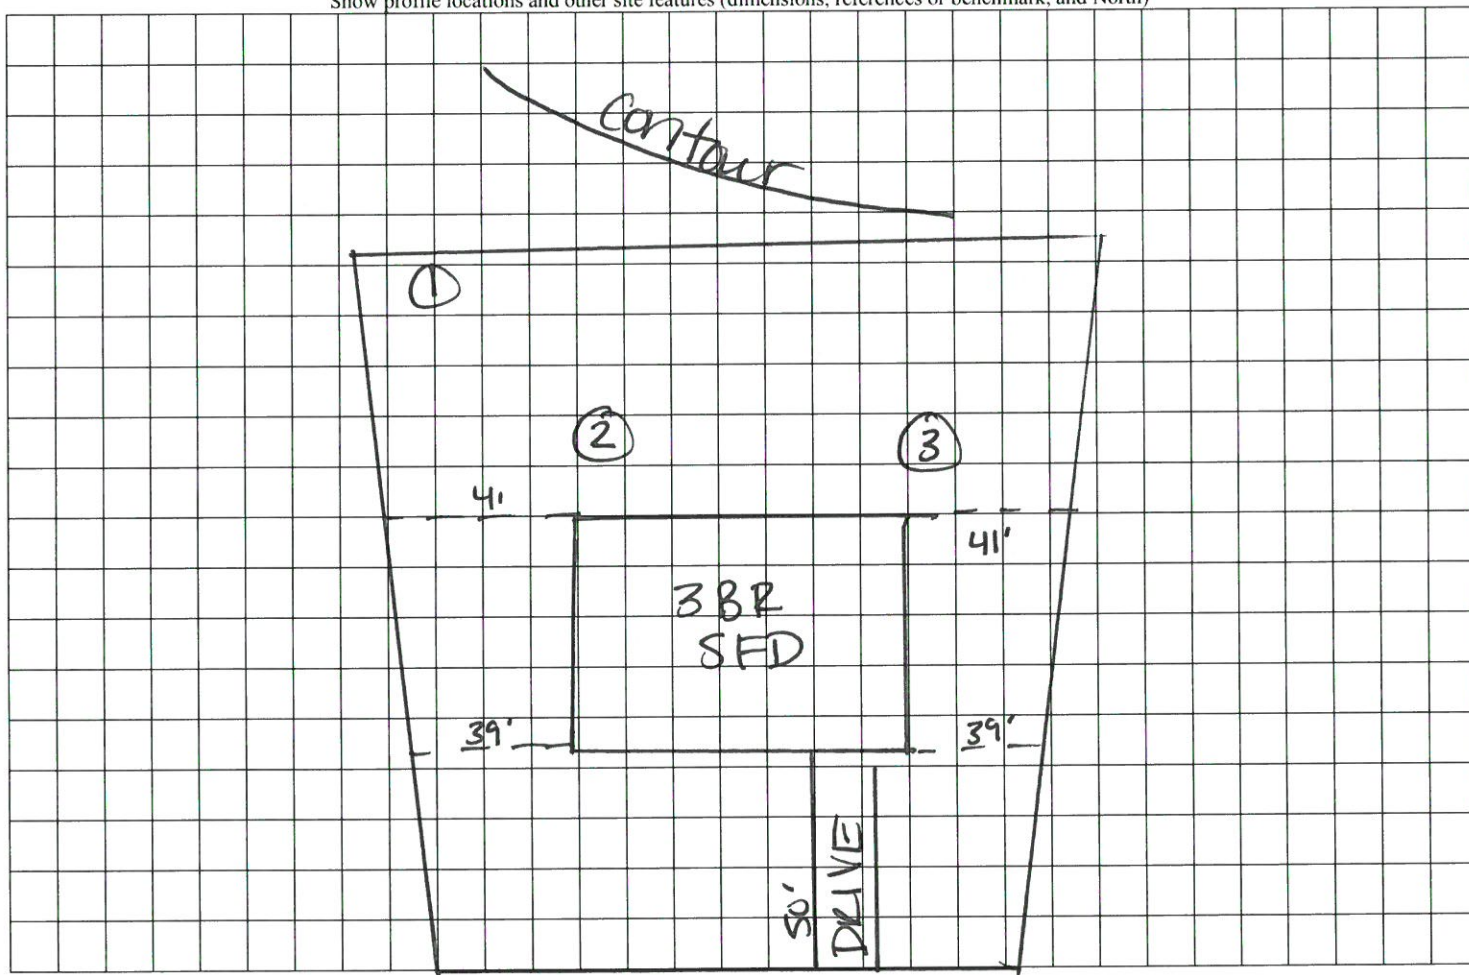 Show profile locations and other site features (dimensions, references or benchmark, and North)
Contour
1
2
3
41
41'
3BR
SFD
39'
39'
50'
DRIVE